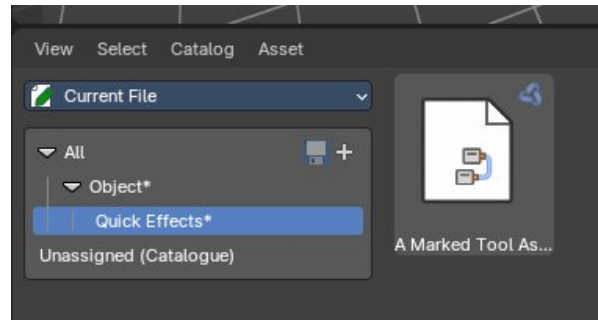 View Select Catalog Asset
Current File
All
Object*
Quick Effects*
Unassigned (Catalogue)
A Marked Tool As...